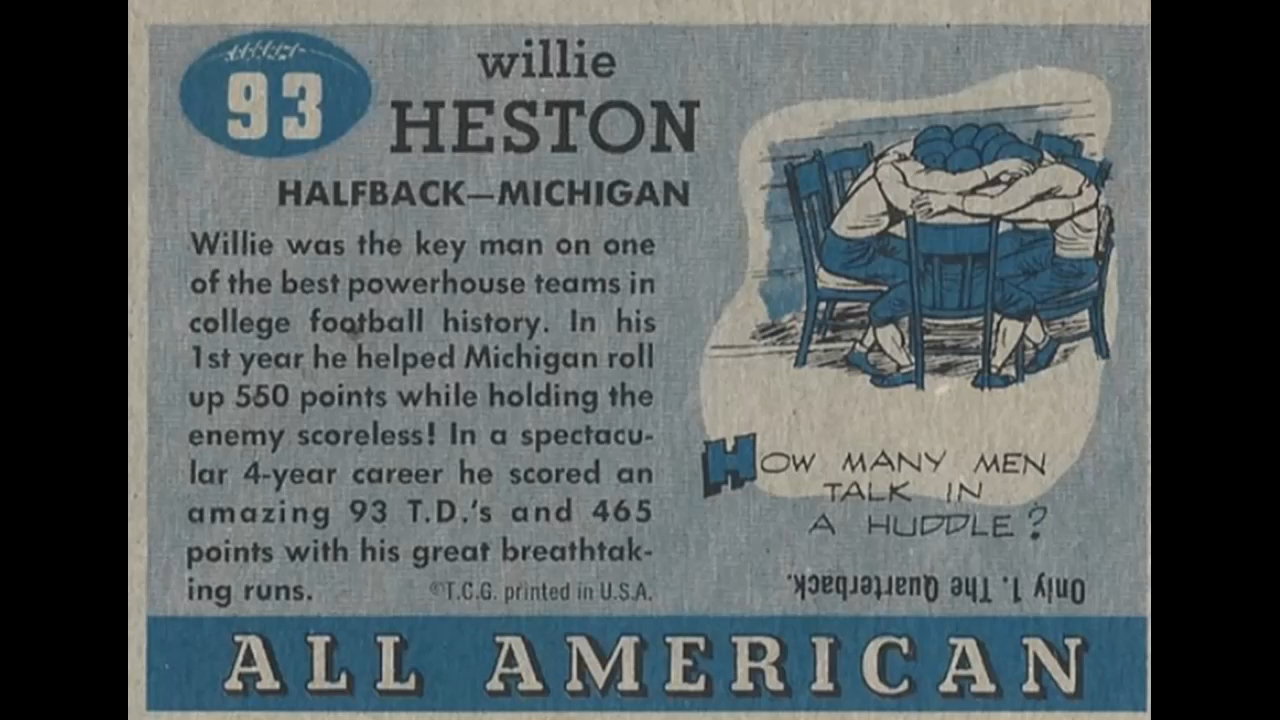 93
willie
HESTON
HALFBACK—MICHIGAN
Willie was the key man on one
of the best powerhouse teams in
college football history. In his
1st year he helped Michigan roll
up 550 points while holding the
enemy scoreless! In a spectacu-
lar 4-year career he scored an
amazing 93 T.D.'s and 465
points with his great breathtak-
ing runs.
©T.C.G. printed in U.S.A.
HOW MANY MEN
TALK IN
A HUDDLE?
Only 1. The Quarterback.
ALL AMERICAN